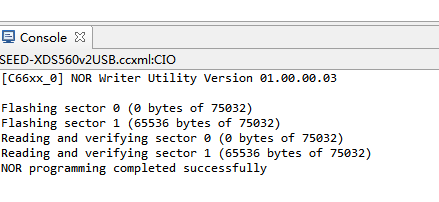 Console
SEED-XDS560v2USB.ccxml:CIO
[C66xx_0] NOR Writer Utility Version 01.00.00.03
Flashing sector 0 (0 bytes of 75032)
Flashing sector 1 (65536 bytes of 75032)
Reading and verifying sector 0 (0 bytes of 75032)
Reading and verifying sector 1 (65536 bytes of 75032)
NOR programming completed successfully